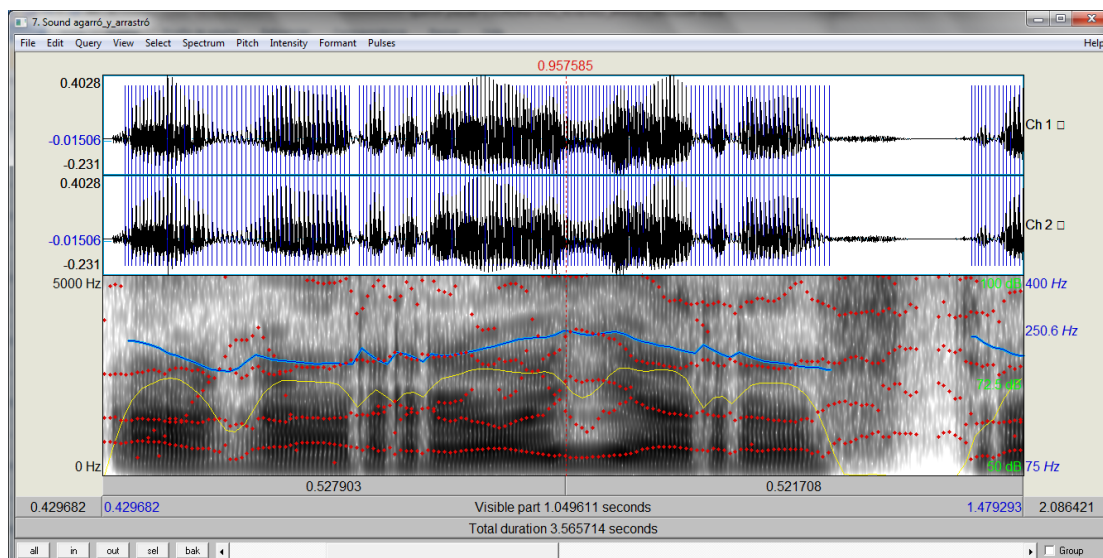 7. Sound agarró_y_arrastró
File Edit Query View Select Spectrum Pitch Intensity Formant Pulses Help
0.957585
0.4028
-0.01506
-0.231
Ch 1
0.4028
-0.01506
-0.231
Ch 2
5000 Hz
100 dB
400 Hz
250.6 Hz
72.5 dB
0 Hz
50 dB
75 Hz
0.527903 0.521708
0.429682 0.429682 Visible part 1.049611 seconds 1.479293 2.086421
Total duration 3.565714 seconds
all in out sel bak Group